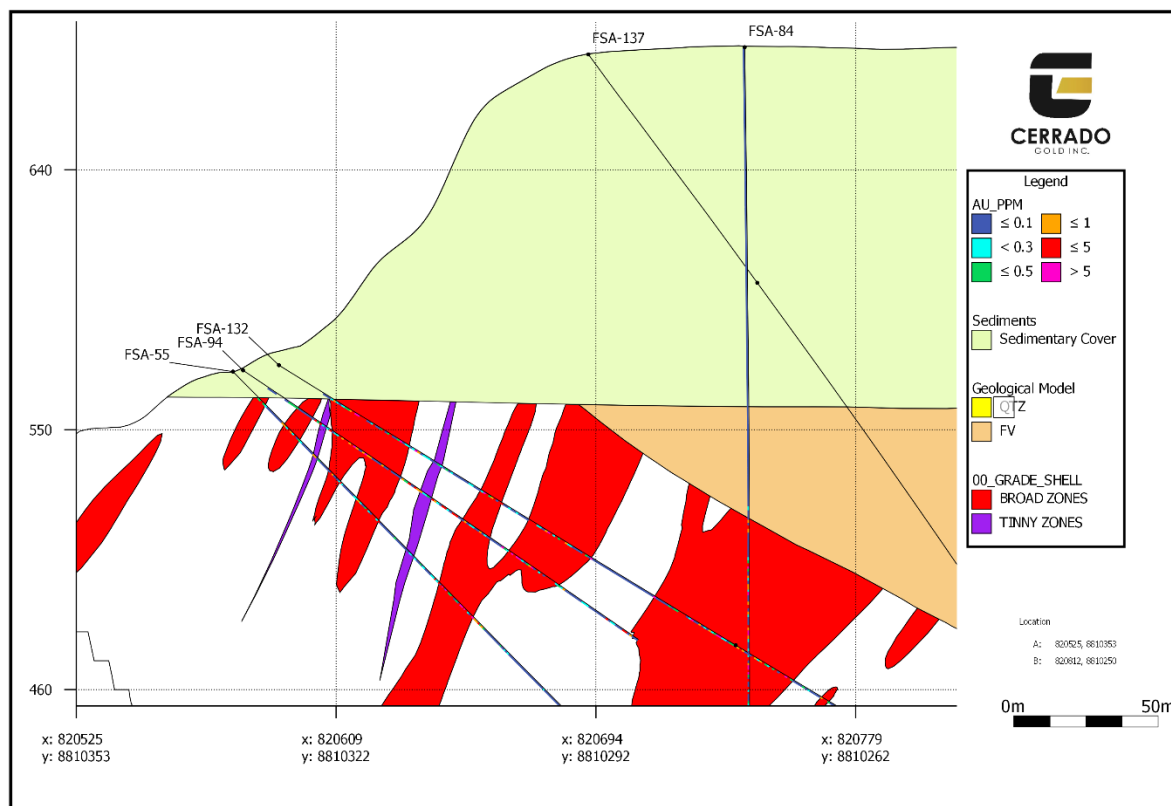 FSA-137
FSA-84
640
FSA-132
FSA-94
FSA-55
550
460
x: 820525
y: 8810353
x: 820609
y: 8810322
x: 820694
y: 8810292
x: 820779
y: 8810262
CERRADO
GOLD INC.
Legend
AU_PPM
≤ 0.1 ≤ 1
< 0.3 ≤ 5
≤ 0.5 > 5
Sediments
Sedimentary Cover
Geological Model
QTZ
FV
00_GRADE_SHELL
BROAD ZONES
TINNY ZONES
Location
A: 820525, 8810353
B: 820812, 8810250
0m 50m